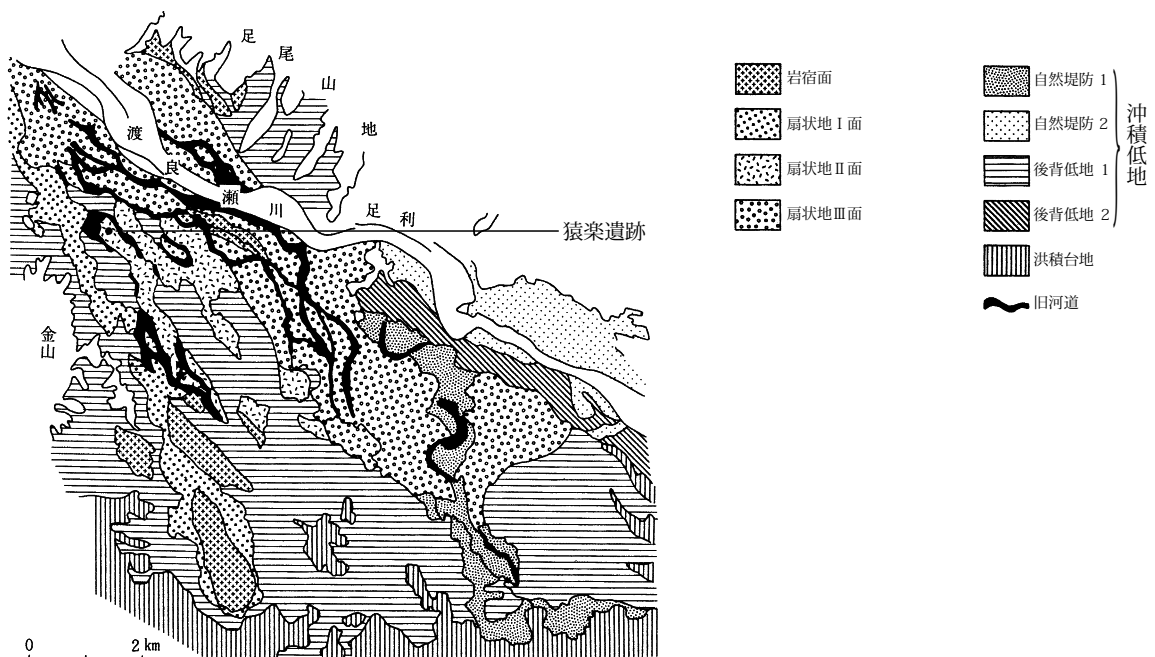 足尾山地
渡良瀬川
足利
猿楽遺跡
金山
0 2km
岩宿面
扇状地Ⅰ面
扇状地Ⅱ面
扇状地Ⅲ面
自然堤防 1
自然堤防 2
後背低地 1
後背低地 2
沖積低地
洪積台地
旧河道